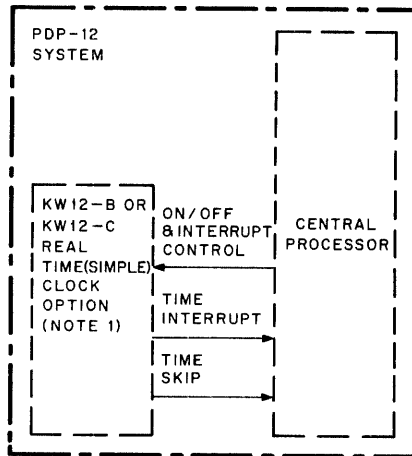 PDP-12
SYSTEM
KW12-B OR
KW12-C
REAL
TIME(SIMPLE)
CLOCK
OPTION
(NOTE 1)
ON/OFF
& INTERRUPT
CONTROL
TIME
INTERRUPT
TIME
SKIP
CENTRAL
PROCESSOR